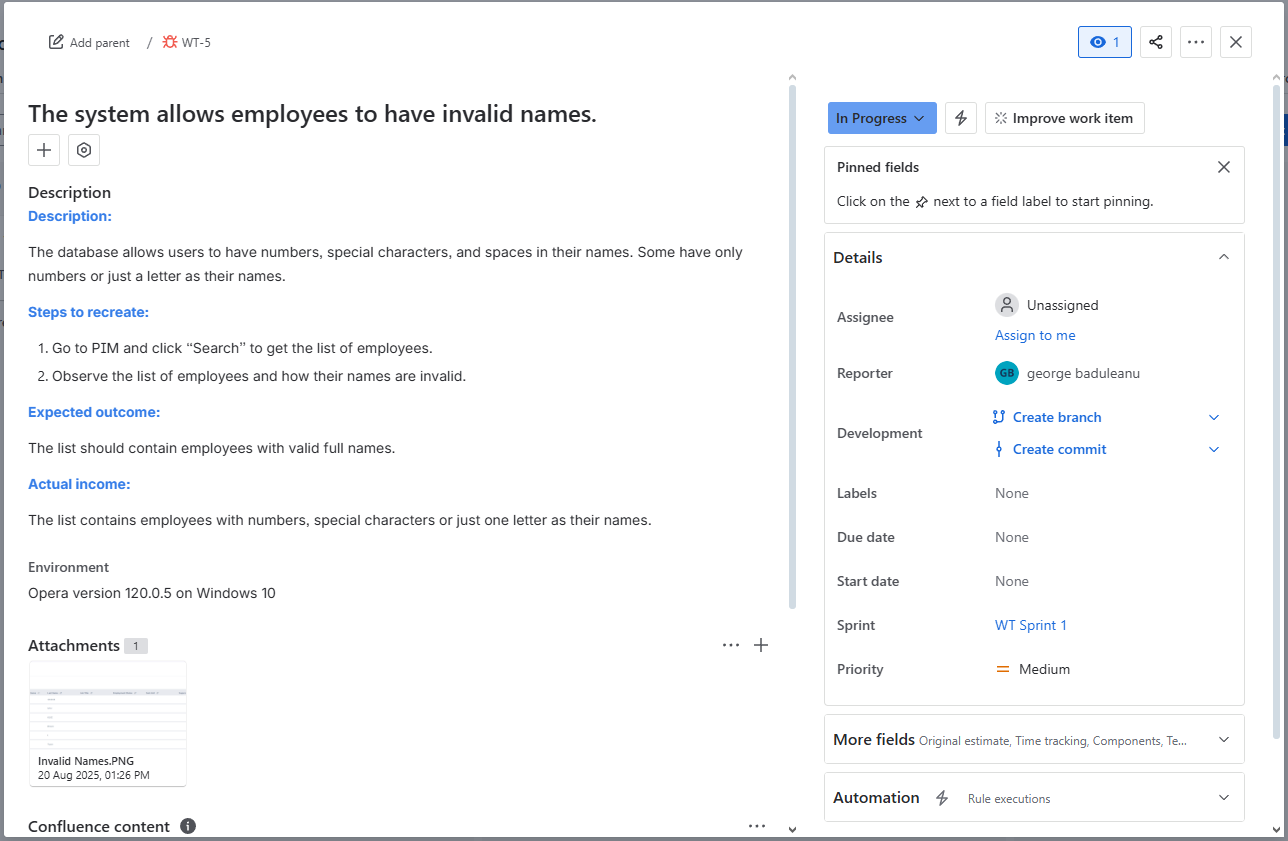 Add parent / WT-5
1
The system allows employees to have invalid names.
Description
Description:
The database allows users to have numbers, special characters, and spaces in their names. Some have only
numbers or just a letter as their names.
Steps to recreate:
1. Go to PIM and click “Search” to get the list of employees.
2. Observe the list of employees and how their names are invalid.
Expected outcome:
The list should contain employees with valid full names.
Actual income:
The list contains employees with numbers, special characters or just one letter as their names.
Environment
Opera version 120.0.5 on Windows 10
Attachments 1
Invalid Names.PNG
20 Aug 2025, 01:26 PM
Confluence content
In Progress
Improve work item
Pinned fields
Click on the next to a field label to start pinning.
Details
Assignee
Unassigned
Assign to me
Reporter
GB george baduleanu
Development
Create branch
Create commit
Labels None
Due date None
Start date None
Sprint WT Sprint 1
Priority Medium
More fields Original estimate, Time tracking, Components, Te...
Automation Rule executions